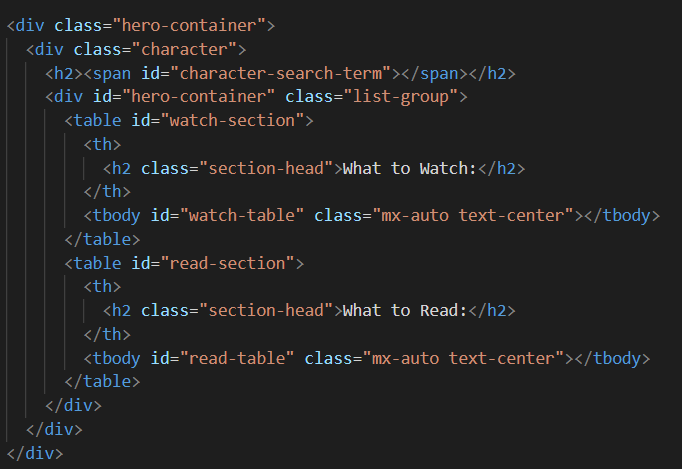 <div class="hero-container">
<div class="character">
<h2><span id="character-search-term"></span></h2>
<div id="hero-container" class="list-group">
<table id="watch-section">
<th>
<h2 class="section-head">What to Watch:</h2>
</th>
<tbody id="watch-table" class="mx-auto text-center"></tbody>
</table>
<table id="read-section">
<th>
<h2 class="section-head">What to Read:</h2>
</th>
<tbody id="read-table" class="mx-auto text-center"></tbody>
</table>
</div>
</div>
</div>